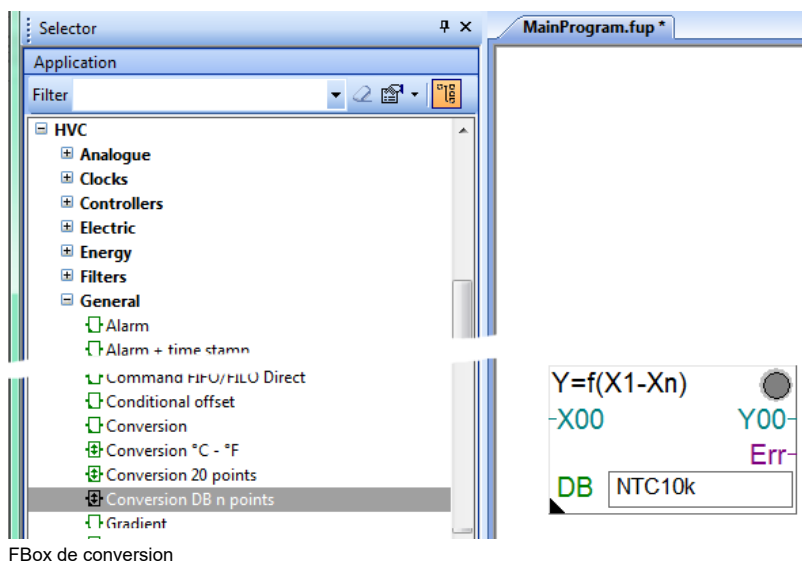 Selector
Application
Filter
HVC
Analogue
Clocks
Controllers
Electric
Energy
Filters
General
Alarm
Alarm + time stamp
Command FIFO/FILO Direct
Conditional offset
Conversion
Conversion °C - °F
Conversion 20 points
Conversion DB n points
Gradient
MainProgram.fup *
Y=f(X1-Xn)
X00 Y00
Err
DB NTC10k
FBox de conversion